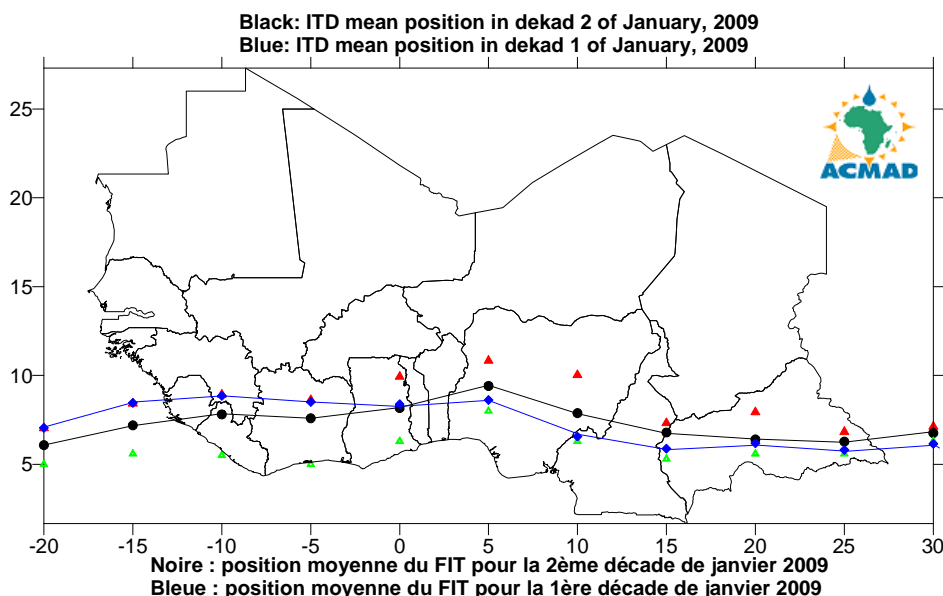 Black: ITD mean position in dekad 2 of January, 2009
Blue: ITD mean position in dekad 1 of January, 2009
25
20
15
10
5
ACMAD
-20 -15 -10 -5 0 5 10 15 20 25 30
Noire : position moyenne du FIT pour la 2ème décade de janvier 2009
Bleue : position moyenne du FIT pour la 1ère décade de janvier 2009